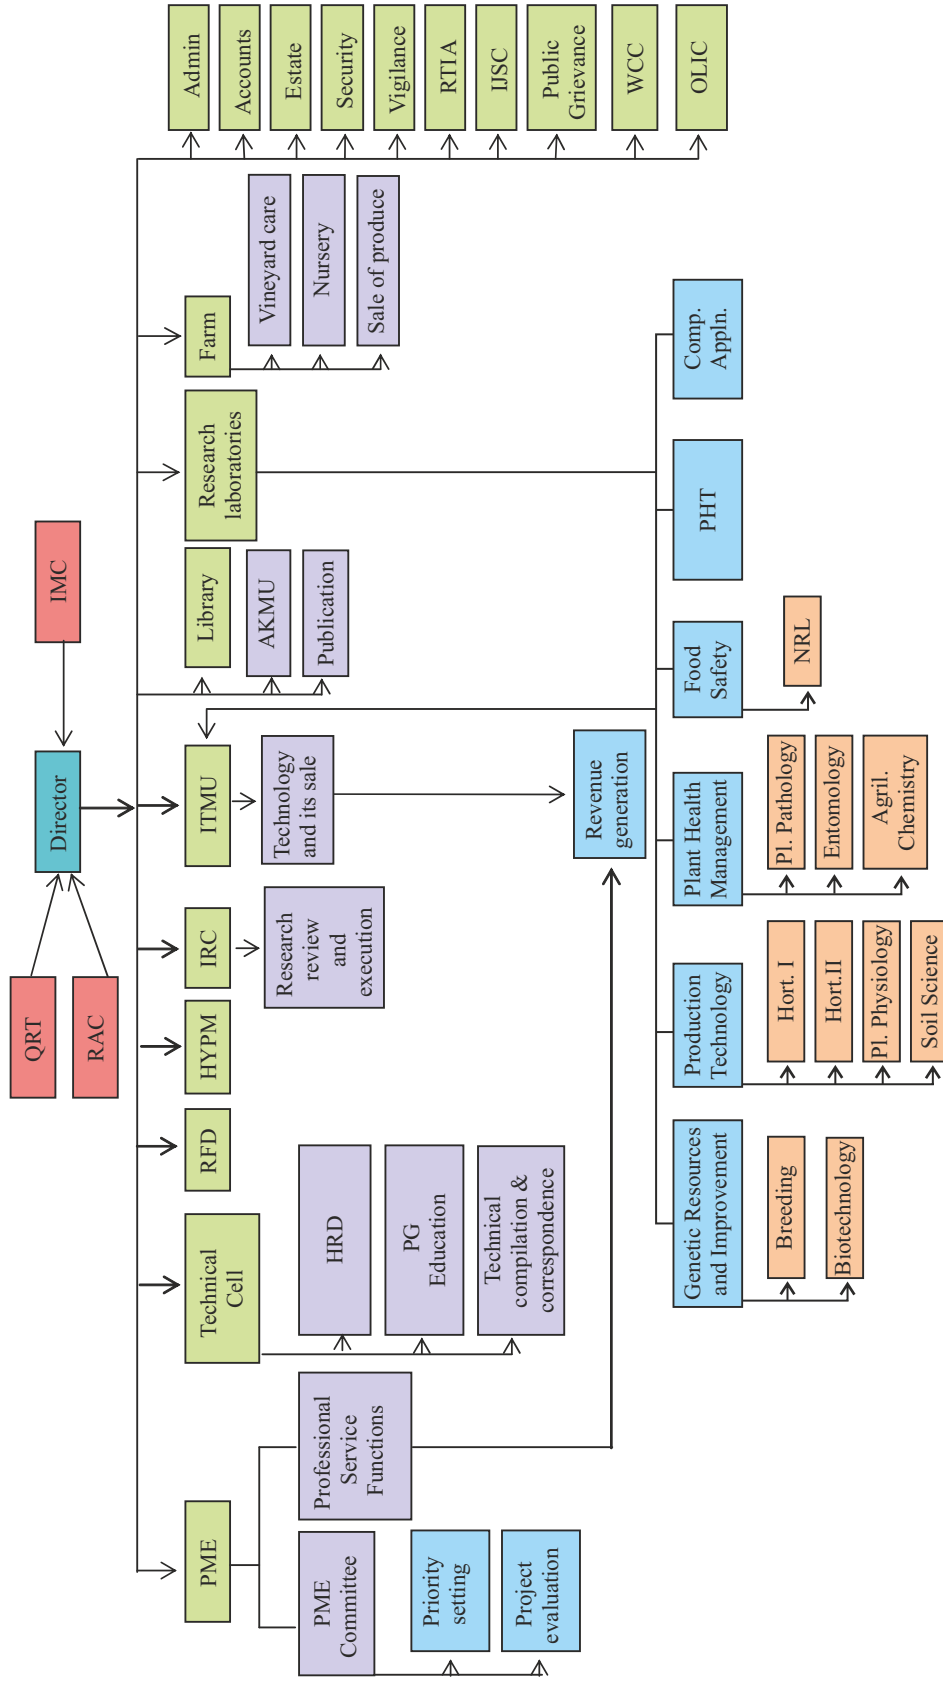 QRT
RAC
Director
IMC
PME
Technical
Cell
RFD
HYPM
IRC
ITMU
Library
Research
laboratories
Farm
Admin
Accounts
Estate
Security
Vigilance
RTIA
IJSC
Public
Grievance
WCC
OLIC
PME
Committee
Professional
Service
Functions
Priority
setting
Project
evaluation
HRD
PG
Education
Technical
compilation &
correspondence
Research
review
and
execution
Technology
and its sale
AKMU
Publication
Vineyard care
Nursery
Sale of produce
Revenue
generation
Genetic Resources
and Improvement
Production
Technology
Plant Health
Management
Food
Safety
PHT
Comp.
Appln.
Breeding
Biotechnology
Hort. I
Hort.II
Pl. Physiology
Soil Science
Pl. Pathology
Entomology
Agril.
Chemistry
NRL